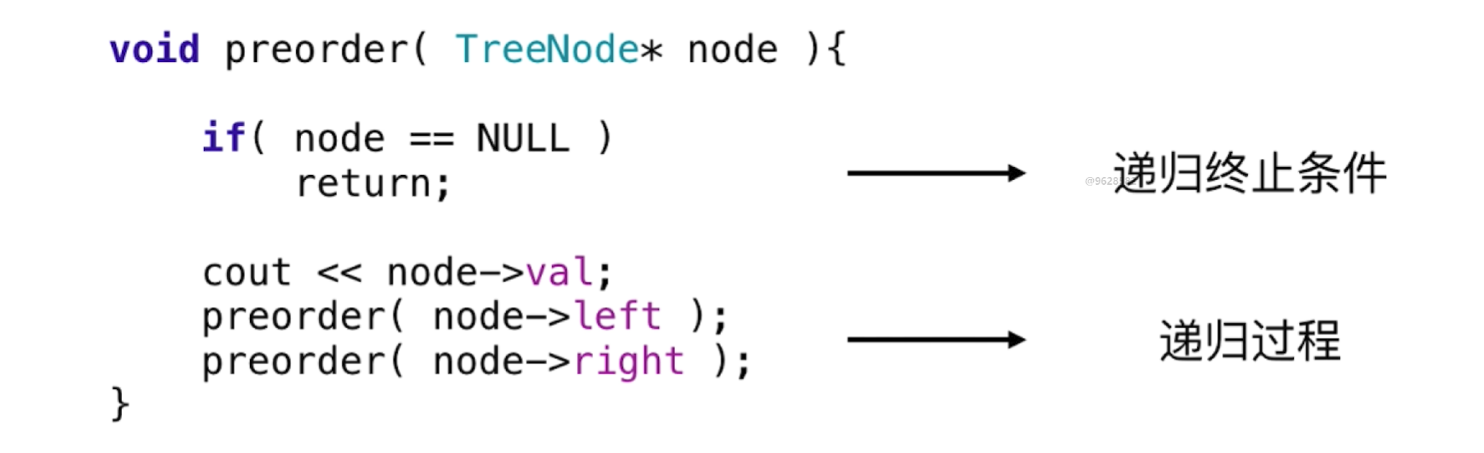 void preorder( TreeNode* node ){
if( node == NULL )
return;
递归终止条件
cout << node->val;
preorder( node->left );
preorder( node->right );
递归过程
}